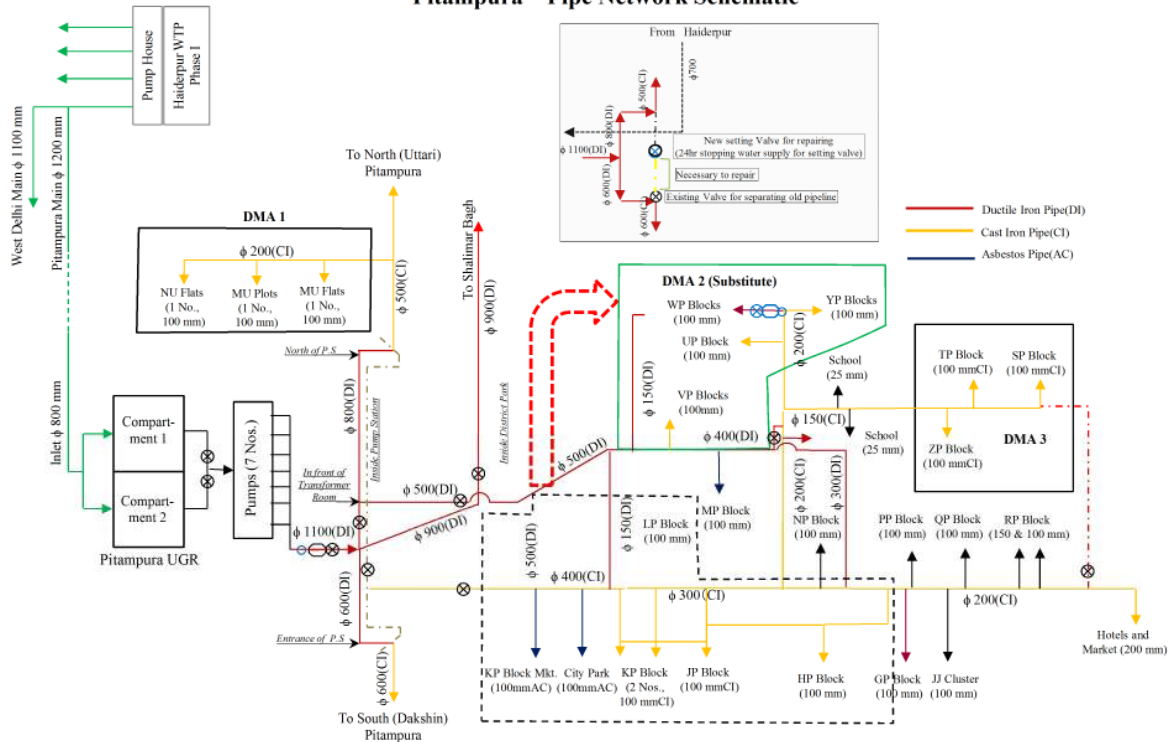 Pitampura – Pipe Network Schematic
Pump House
Haiderpur WTP
Phase I
West Delhi Main ϕ 1100 mm
Pitampura Main ϕ 1200 mm
Inlet ϕ 800 mm
To North (Uttari)
Pitampura
DMA 1
ϕ 200(CI)
NU Flats
(1 No.,
100 mm)
MU Plots
(1 No.,
100 mm)
MU Flats
(1 No.,
100 mm)
ϕ 500(CI)
North of P.S
To Shalimar Bagh
ϕ 900(DI)
From Haiderpur
ϕ700
ϕ 500(CI)
ϕ 800(DI)
ϕ 1100(DI)
ϕ 600(DI)
ϕ 600(CI)
New setting Valve for repairing
(24hr stopping water supply for setting valve)
Necessary to repair
Existing Valve for separating old pipeline
Ductile Iron Pipe(DI)
Cast Iron Pipe(CI)
Asbestos Pipe(AC)
DMA 2 (Substitute)
WP Blocks
(100 mm)
YP Blocks
(100 mm)
UP Block
(100 mm)
ϕ 200(CI)
VP Blocks
(100mm)
ϕ 150(DI)
School
(25 mm)
ϕ 150(CI)
School
(25 mm)
ϕ 400(DI)
TP Block
(100 mmCI)
SP Block
(100 mmCI)
ZP Block
(100 mmCI)
DMA 3
Compart-
ment 1
Compart-
ment 2
Pitampura UGR
Pumps (7 Nos.)
ϕ 1100(DI)
ϕ 800(DI)
Inside Pump Station
In front of
Transformer
Room
ϕ 500(DI)
ϕ 900(DI)
Inside District Park
ϕ 500(DI)
ϕ 600(DI)
Entrance of P.S
ϕ 600(CI)
To South (Dakshin)
Pitampura
ϕ 500(DI)
ϕ 400(CI)
ϕ 150(DI)
LP Block
(100 mm)
MP Block
(100 mm)
ϕ 200(CI)
ϕ 300(DI)
NP Block
(100 mm)
ϕ 300(CI)
PP Block
(100 mm)
QP Block
(100 mm)
RP Block
(150 & 100mm)
ϕ 200(CI)
KP Block Mkt.
(100mmAC)
City Park
(100mmAC)
KP Block
(2 Nos.,
100 mmCI)
JP Block
(100 mmCI)
HP Block
(100 mm)
GP Block
(100 mm)
JJ Cluster
(100 mm)
Hotels and
Market (200 mm)